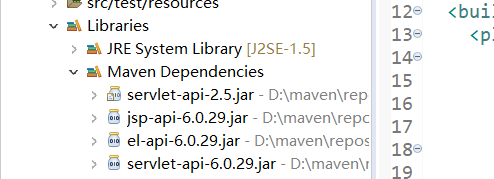 src/test/resources
Libraries
JRE System Library [J2SE-1.5]
Maven Dependencies
servlet-api-2.5.jar - D:\maven\rep
jsp-api-6.0.29.jar - D:\maven\repo
el-api-6.0.29.jar - D:\maven\repos
servlet-api-6.0.29.jar - D:\maven\
12 <bui
13 <pl
14
15
16
17
18
19